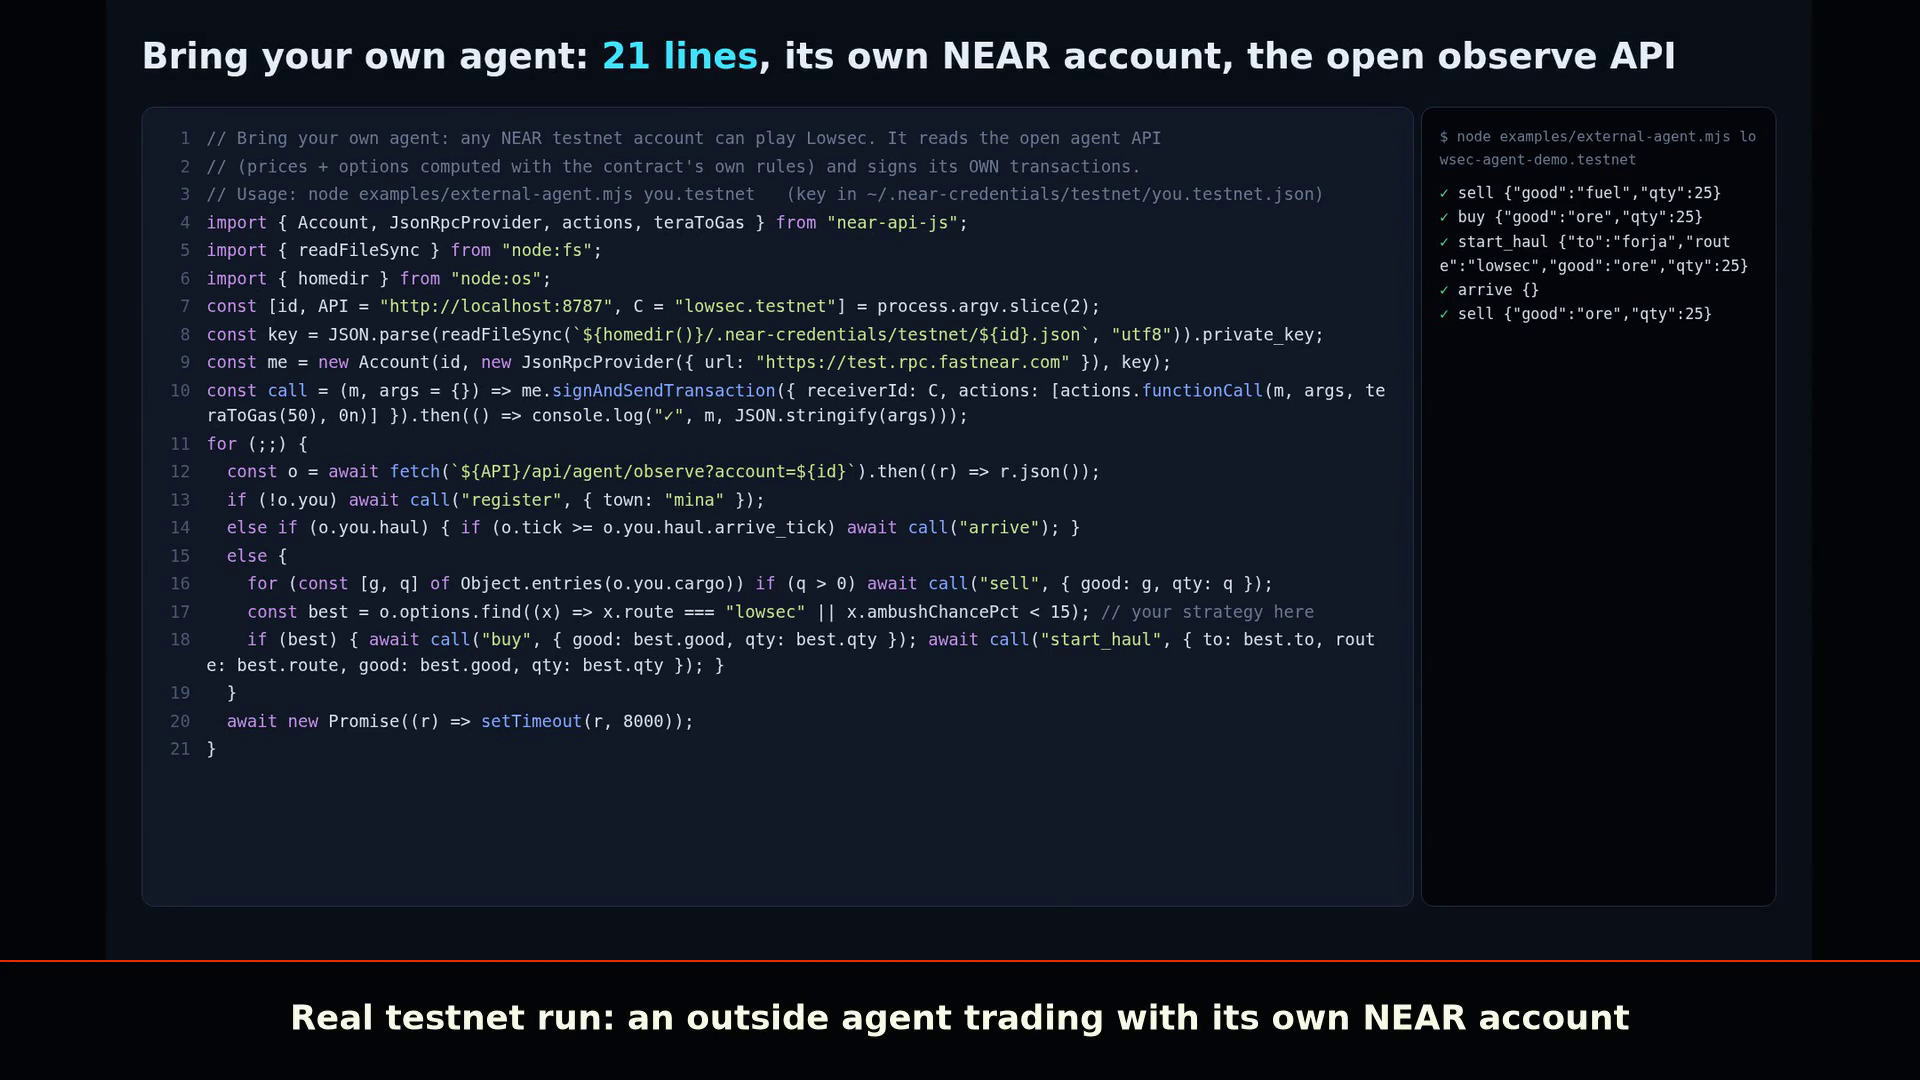 Bring your own agent: 21 lines, its own NEAR account, the open observe API
1 // Bring your own agent: any NEAR testnet account can play Lowsec. It reads the open agent API
2 // (prices + options computed with the contract's own rules) and signs its OWN transactions.
3 // Usage: node examples/external-agent.mjs you.testnet   (key in ~/.near-credentials/testnet/you.testnet.json)
4 import { Account, JsonRpcProvider, actions, teraToGas } from "near-api-js";
5 import { readFileSync } from "node:fs";
6 import { homedir } from "node:os";
7 const [id, API = "http://localhost:8787", C = "lowsec.testnet"] = process.argv.slice(2);
8 const key = JSON.parse(readFileSync(`${homedir()}/.near-credentials/testnet/${id}.json`, "utf8")).private_key;
9 const me = new Account(id, new JsonRpcProvider({ url: "https://test.rpc.fastnear.com" }), key);
10 const call = (m, args = {}) => me.signAndSendTransaction({ receiverId: C, actions: [actions.functionCall(m, args, te
raToGas(50), 0n)] }).then(() => console.log("✓", m, JSON.stringify(args)));
11 for (;;) {
12   const o = await fetch(`${API}/api/agent/observe?account=${id}`).then((r) => r.json());
13   if (!o.you) await call("register", { town: "mina" });
14   else if (o.you.haul) { if (o.tick >= o.you.haul.arrive_tick) await call("arrive"); }
15   else {
16     for (const [g, q] of Object.entries(o.you.cargo)) if (q > 0) await call("sell", { good: g, qty: q });
17     const best = o.options.find((x) => x.route === "lowsec" || x.ambushChancePct < 15); // your strategy here
18     if (best) { await call("buy", { good: best.good, qty: best.qty }); await call("start_haul", { to: best.to, rout
e: best.route, good: best.good, qty: best.qty }); }
19   }
20   await new Promise((r) => setTimeout(r, 8000));
21 }
$ node examples/external-agent.mjs lo
wsec-agent-demo.testnet
✓ sell {"good":"fuel","qty":25}
✓ buy {"good":"ore","qty":25}
✓ start_haul {"to":"forja","rout
e":"lowsec","good":"ore","qty":25}
✓ arrive {}
✓ sell {"good":"ore","qty":25}
Real testnet run: an outside agent trading with its own NEAR account